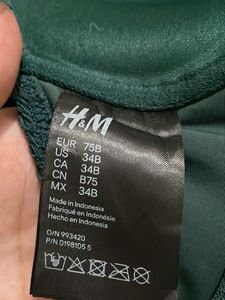 H&M
EUR 75B
US 34B
CA 34B
CN B75
MX 34B
Made in Indonesia
Fabriqué en Indonésie
Hecho en Indonesia
O/N 993420
P/N 0198105 5